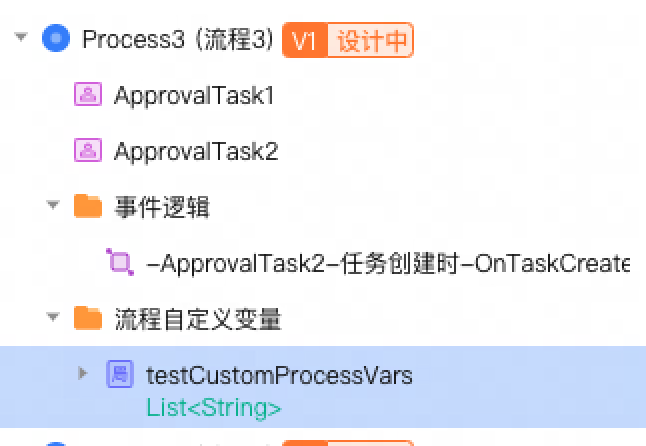 Process3 (流程3) V1 设计中
ApprovalTask1
ApprovalTask2
事件逻辑
-ApprovalTask2-任务创建时-OnTaskCreate
流程自定义变量
局 testCustomProcessVars
List<String>